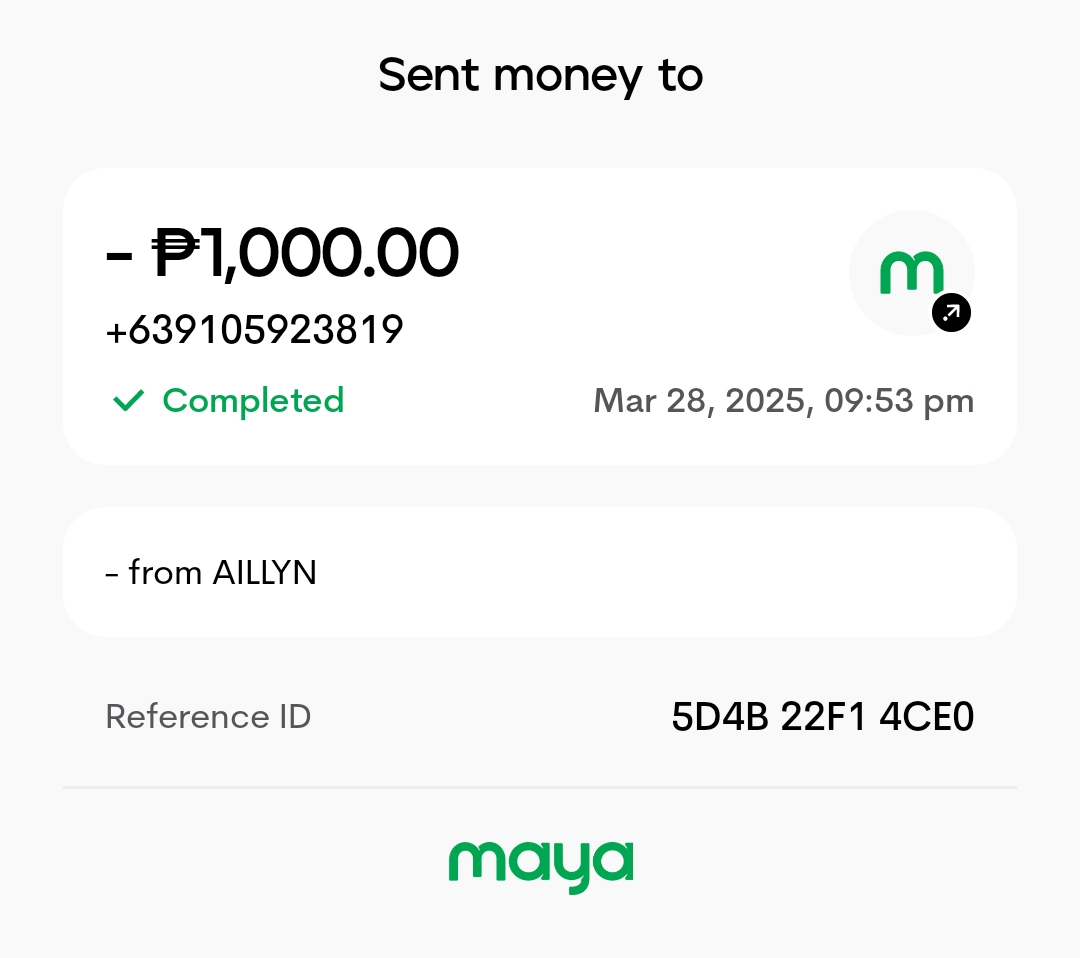 Sent money to
- ₱1,000.00
m
+639105923819
Completed
Mar 28, 2025, 09:53 pm
- from AILLYN
Reference ID
5D4B 22F1 4CE0
maya